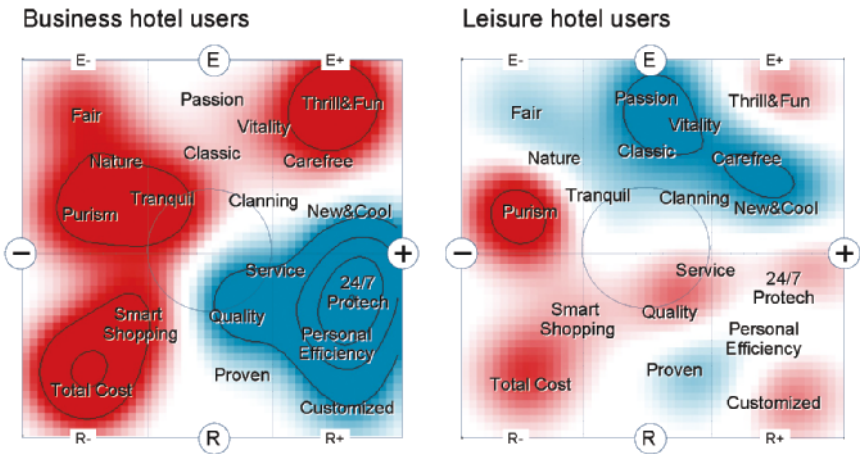 Business hotel users
E-
E
E+
Passion
Thrill&Fun
Fair
Vitality
Classic
Nature
Carefree
Tranquil
Clanning
Purism
New&Cool
−
+
Service
24/7
Protech
Smart
Shopping
Quality
Personal
Efficiency
Total Cost
Proven
Customized
R-
R
R+
Leisure hotel users
E-
E
E+
Passion
Thrill&Fun
Fair
Vitality
Classic
Nature
Carefree
Tranquil
Clanning
Purism
New&Cool
−
+
Service
24/7
Protech
Smart
Shopping
Quality
Personal
Efficiency
Total Cost
Proven
Customized
R-
R
R+